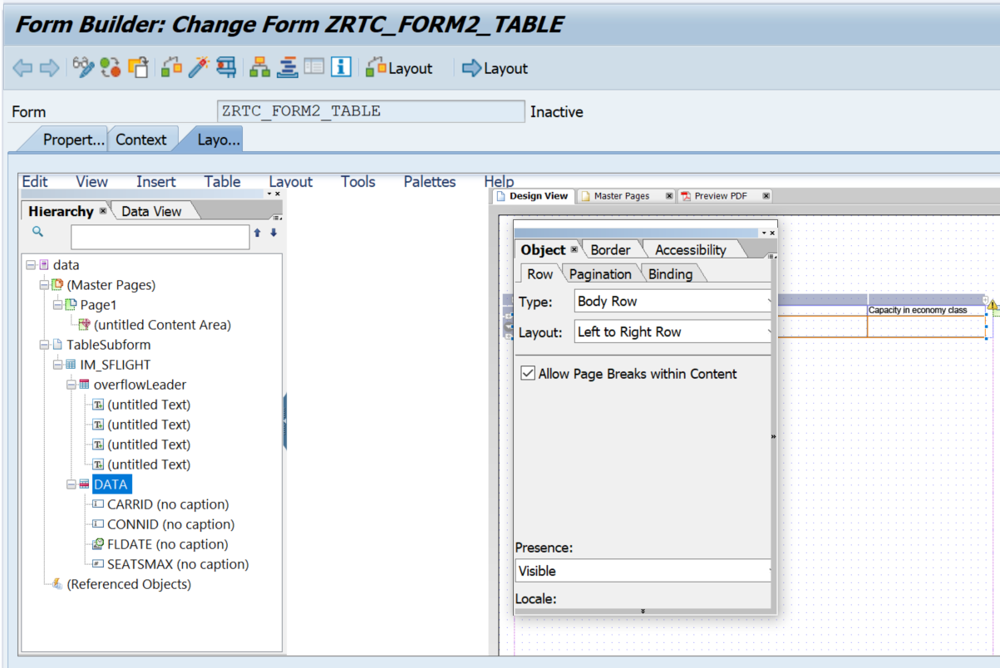 Form Builder: Change Form ZRTC_FORM2_TABLE
Layout Layout
Form ZRTC_FORM2_TABLE Inactive
Propert... Context Layo...
Edit View Insert Table Layout Tools Palettes Help
Hierarchy Data View
data
(Master Pages)
Page1
(untitled Content Area)
TableSubform
IM_SFLIGHT
overflowLeader
(untitled Text)
(untitled Text)
(untitled Text)
(untitled Text)
DATA
CARRID (no caption)
CONNID (no caption)
FLDATE (no caption)
SEATSMAX (no caption)
(Referenced Objects)
Design View Master Pages Preview PDF
Object Border Accessibility
Row Pagination Binding
Type: Body Row
Layout: Left to Right Row
Allow Page Breaks within Content
Presence:
Visible
Locale:
Capacity in economy class